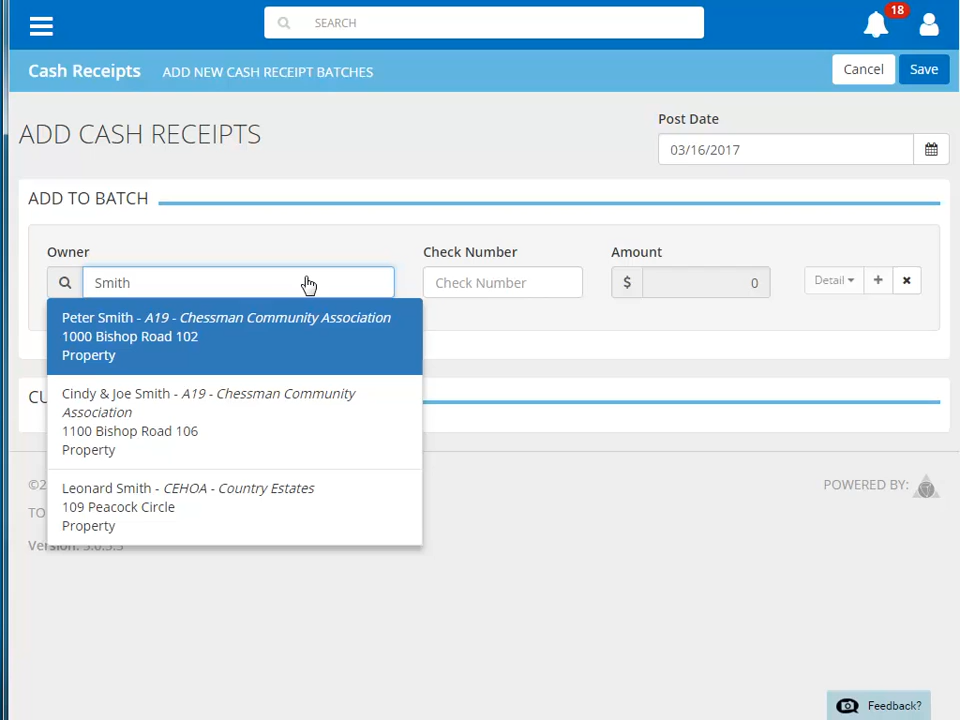 SEARCH
18
Cash Receipts ADD NEW CASH RECEIPT BATCHES
Cancel
Save
ADD CASH RECEIPTS
Post Date
03/16/2017
ADD TO BATCH
Owner
Check Number
Amount
Smith
Check Number
$
0
Detail
Peter Smith - A19 - Chessman Community Association
1000 Bishop Road 102
Property
Cindy & Joe Smith - A19 - Chessman Community
Association
1100 Bishop Road 106
Property
Leonard Smith - CEHOA - Country Estates
109 Peacock Circle
Property
POWERED BY:
Feedback?